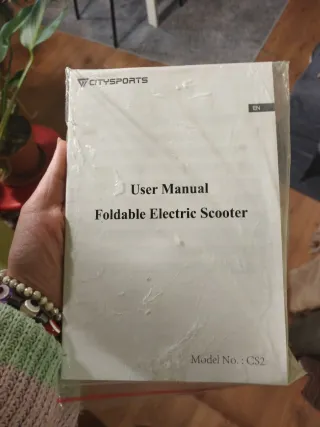 CITYSPORTS
EN
User Manual
Foldable Electric Scooter
Model No. : CS2